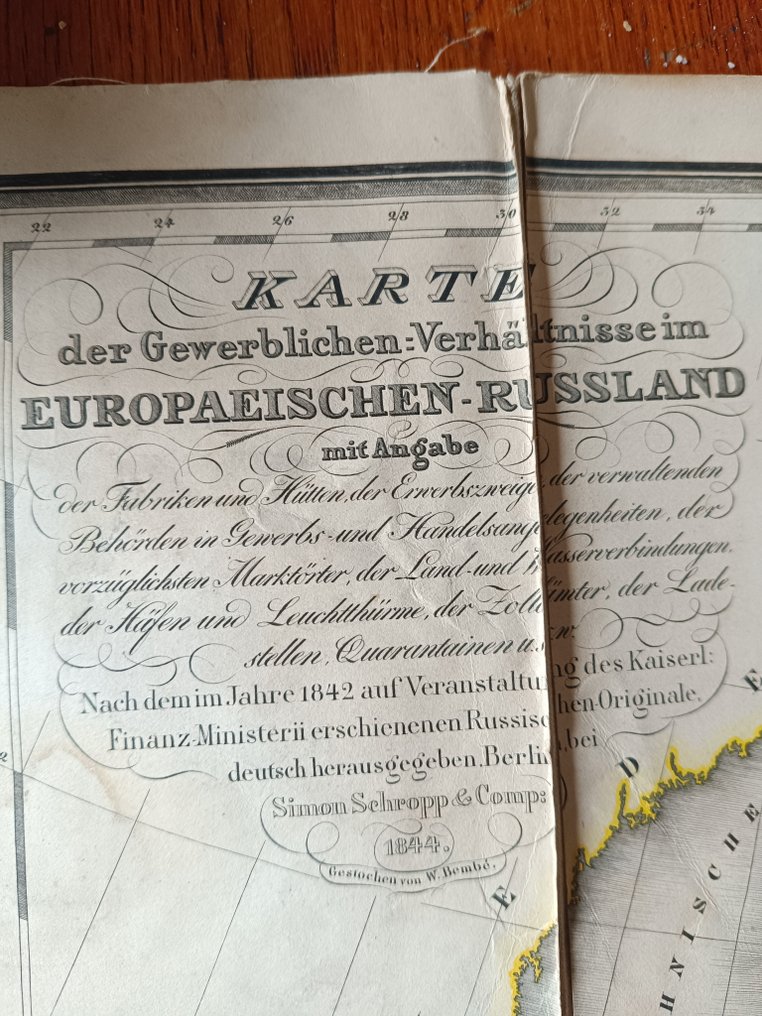 22 24 26 28 30 32 34
KARTE
der Gewerblichen=Verhältnisse im
EUROPAEISCHEN-RUSSLAND
mit Angabe
der Fabriken und Hütten, der Erwerbszweige, der verwaltenden
Behörden in Gewerbs- und Handelsangelegenheiten, der
vorzüglichsten Marktörter, der Land- und Wasserverbindungen,
der Häfen und Leuchtthürme, der Zollämter, der Lade-
stellen, Quarantainen u.s.w.
Nach dem im Jahre 1842 auf Veranstaltung des Kaiserl:
Finanz-Ministerii erschienenen Russischen-Originale,
deutsch herausgegeben. Berlin, bei
Simon Schropp & Comp:
1844.
Gestochen von W. Bembé.
E
D
E
HNISCHE